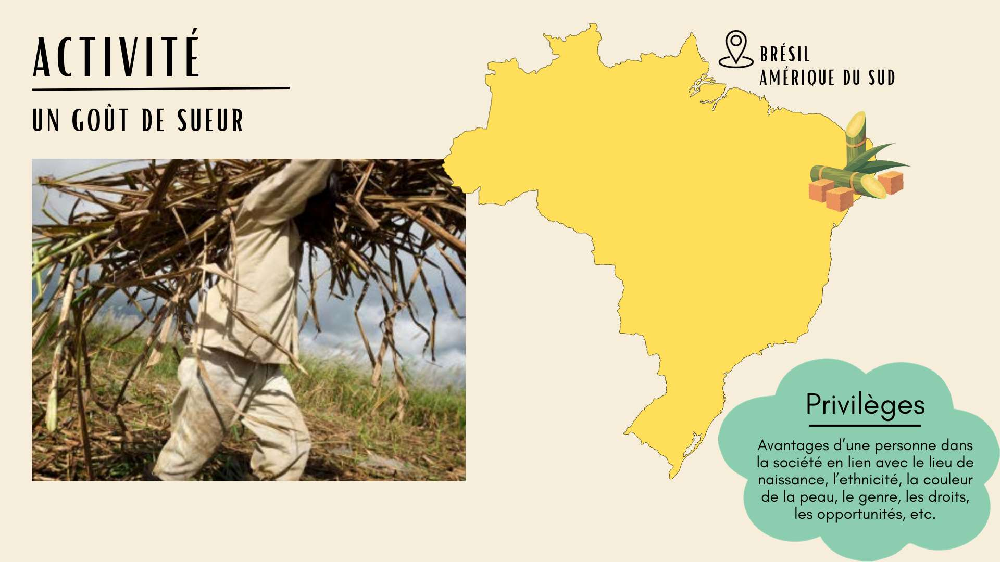 ACTIVITÉ
UN GOÛT DE SUEUR
BRÉSIL
AMÉRIQUE DU SUD
Privilèges
Avantages d’une personne dans
la société en lien avec le lieu de
naissance, l’ethnicité, la couleur
de la peau, le genre, les droits,
les opportunités, etc.